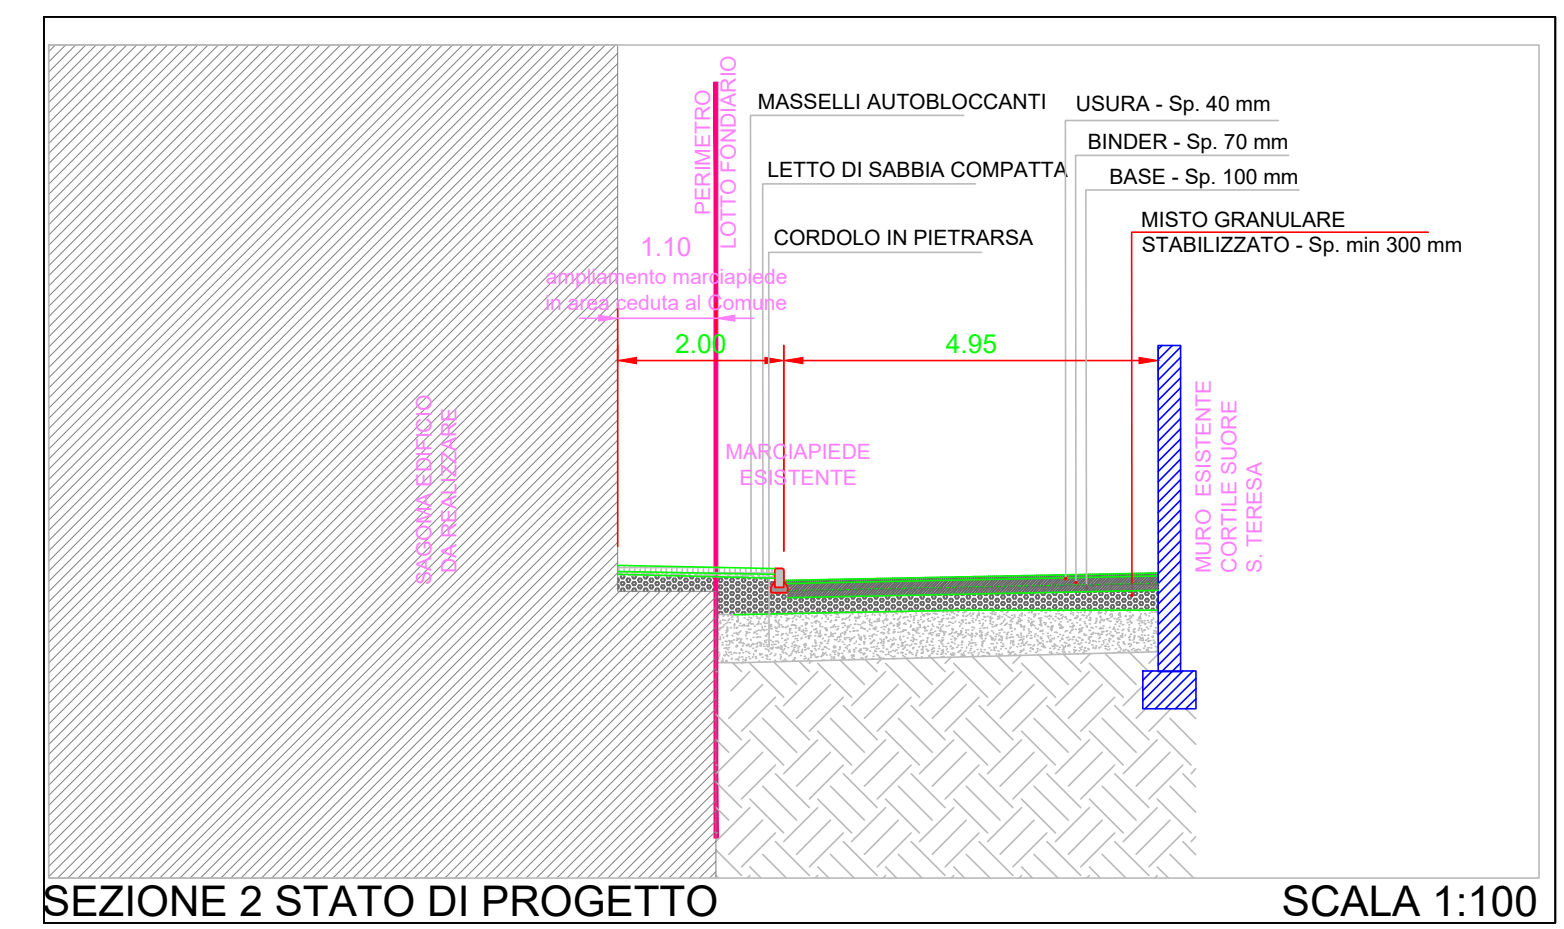 PERIMETRO
LOTTO FONDIARIO
MASSELLI AUTOBLOCCANTI
USURA - Sp. 40 mm
BINDER - Sp. 70 mm
LETTO DI SABBIA COMPATTA
BASE - Sp. 100 mm
MISTO GRANULARE
STABILIZZATO - Sp. min 300 mm
CORDOLO IN PIETRARSA
1.10
ampliamento marciapiede
in area ceduta al Comune
2.00
4.95
SAGOMA EDIFICIO
DA REALIZZARE
MARCIAPIEDE
ESISTENTE
MURO ESISTENTE
CORTILE SUORE
S. TERESA
SEZIONE 2 STATO DI PROGETTO
SCALA 1:100